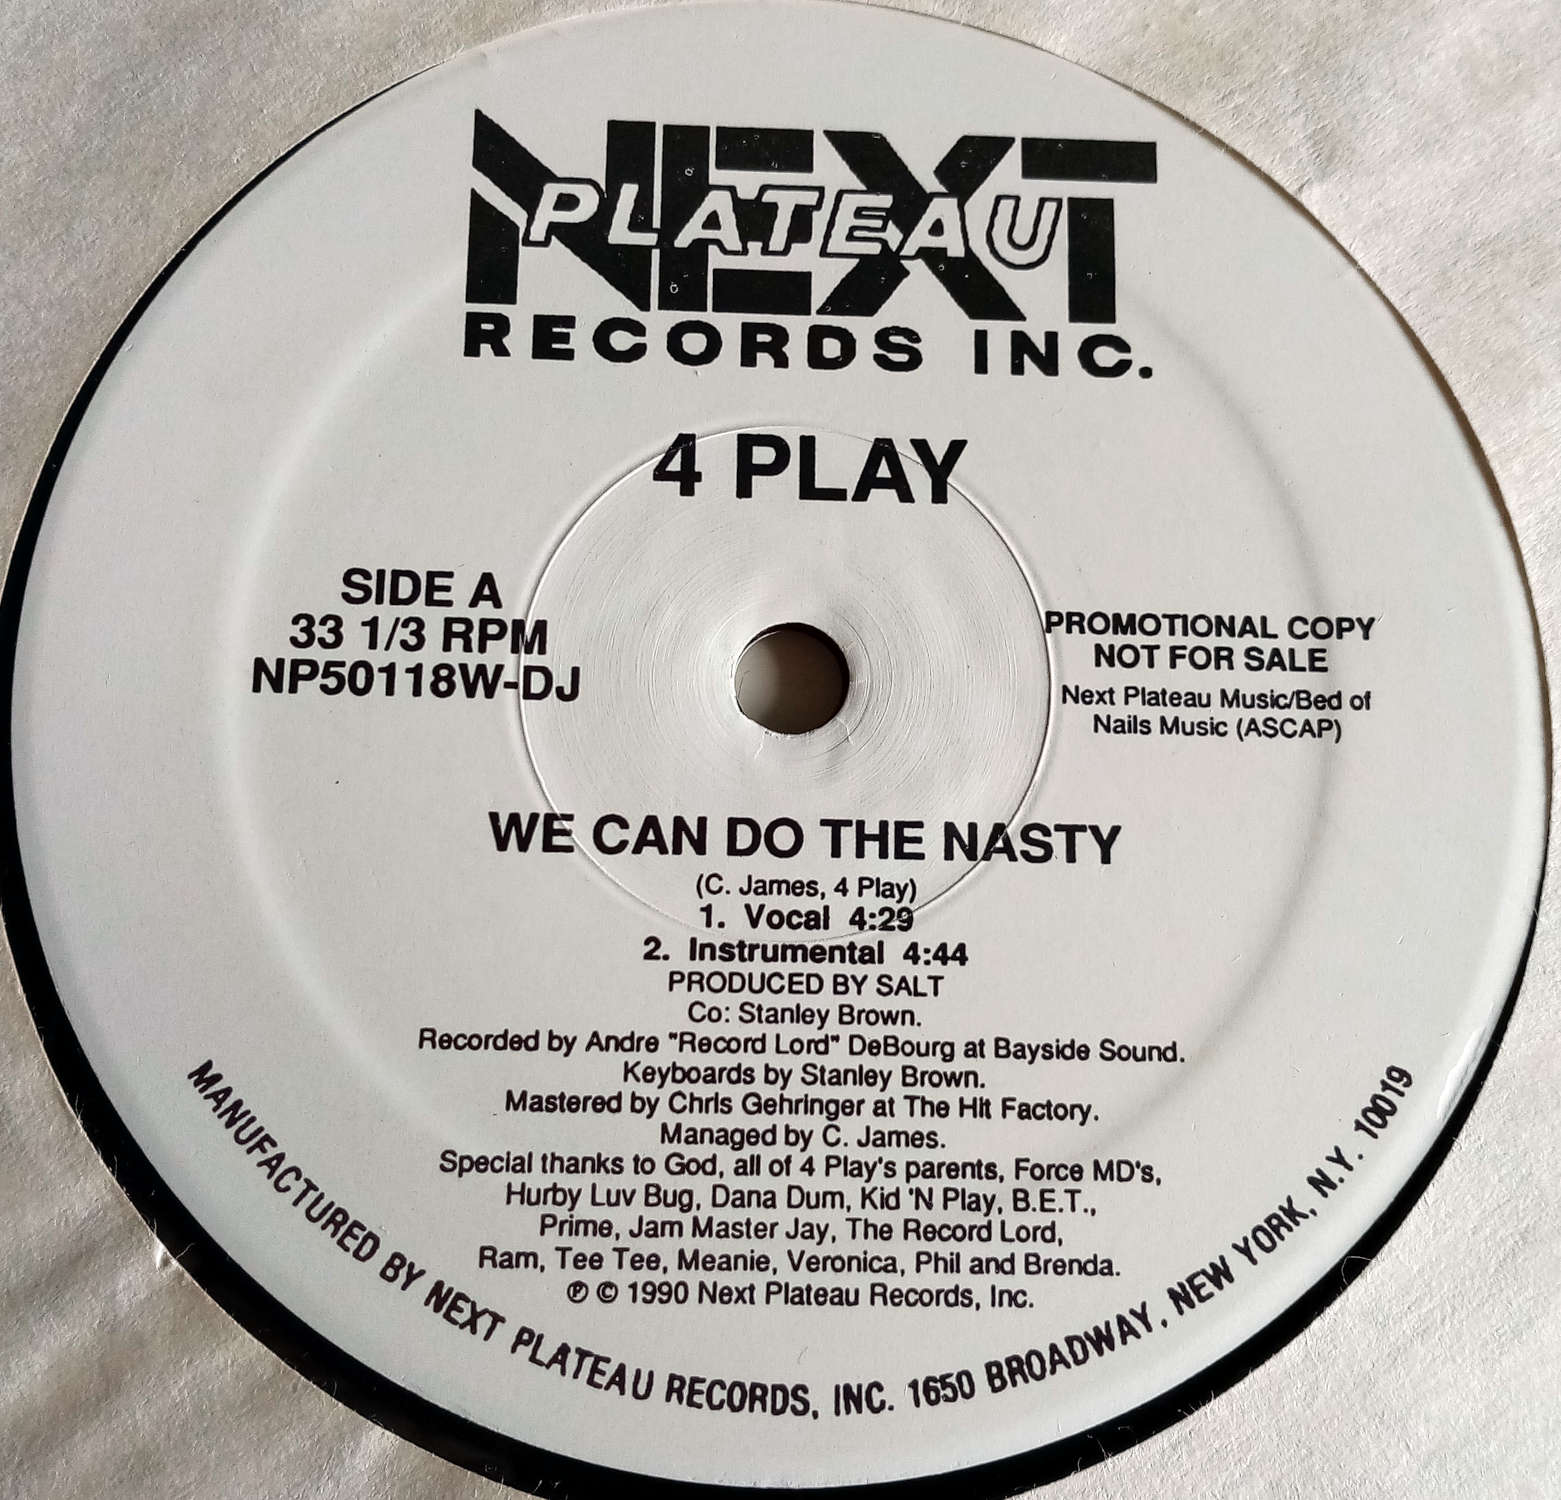 NEXT
PLATEAU
RECORDS INC.
4 PLAY
SIDE A
33 1/3 RPM
NP50118W-DJ
PROMOTIONAL COPY
NOT FOR SALE
Next Plateau Music/Bed of
Nails Music (ASCAP)
WE CAN DO THE NASTY
(C. James, 4 Play)
1. Vocal 4:29
2. Instrumental 4:44
PRODUCED BY SALT
Co: Stanley Brown.
Recorded by Andre "Record Lord" DeBourg at Bayside Sound.
Keyboards by Stanley Brown.
Mastered by Chris Gehringer at The Hit Factory.
Managed by C. James.
Special thanks to God, all of 4 Play's parents, Force MD's,
Hurby Luv Bug, Dana Dum, Kid 'N Play, B.E.T.,
Prime, Jam Master Jay, The Record Lord,
Ram, Tee Tee, Meanie, Veronica, Phil and Brenda.
℗ © 1990 Next Plateau Records, Inc.
MANUFACTURED BY NEXT PLATEAU RECORDS, INC. 1650 BROADWAY, NEW YORK, N.Y. 10019